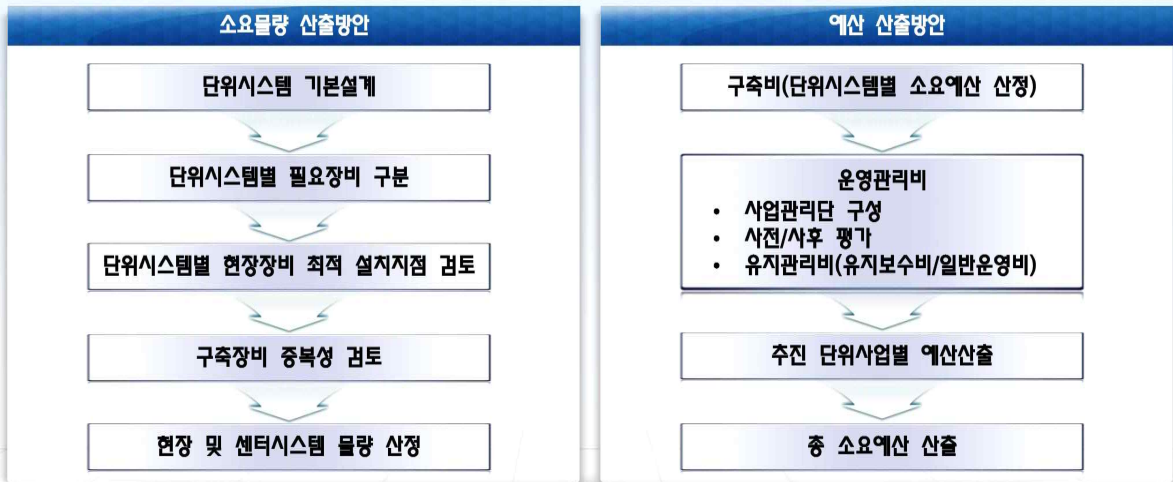 소요물량 산출방안
단위시스템 기본설계
단위시스템별 필요장비 구분
단위시스템별 현장장비 최적 설치지점 검토
구축장비 중복성 검토
현장 및 센터시스템 물량 산정
예산 산출방안
구축비(단위시스템별 소요예산 산정)
운영관리비
• 사업관리단 구성
• 사전/사후 평가
• 유지관리비(유지보수비/일반운영비)
추진 단위사업별 예산산출
총 소요예산 산출